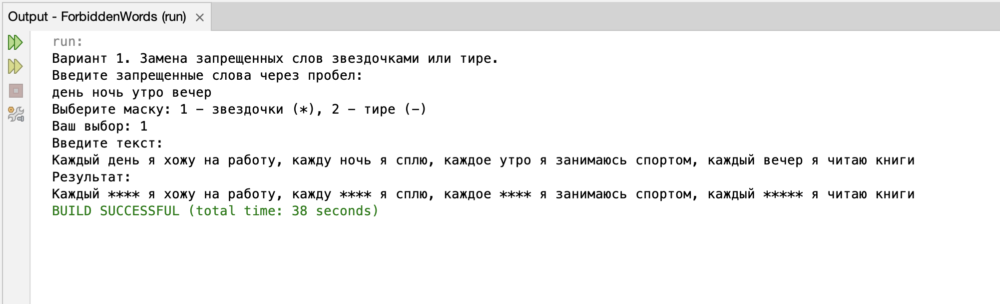 Output - ForbiddenWords (run)
run:
Вариант 1. Замена запрещенных слов звездочками или тире.
Введите запрещенные слова через пробел:
день ночь утро вечер
Выберите маску: 1 - звездочки (*), 2 - тире (-)
Ваш выбор: 1
Введите текст:
Каждый день я хожу на работу, кажду ночь я сплю, каждое утро я занимаюсь спортом, каждый вечер я читаю книги
Результат:
Каждый **** я хожу на работу, кажду **** я сплю, каждое **** я занимаюсь спортом, каждый ***** я читаю книги
BUILD SUCCESSFUL (total time: 38 seconds)